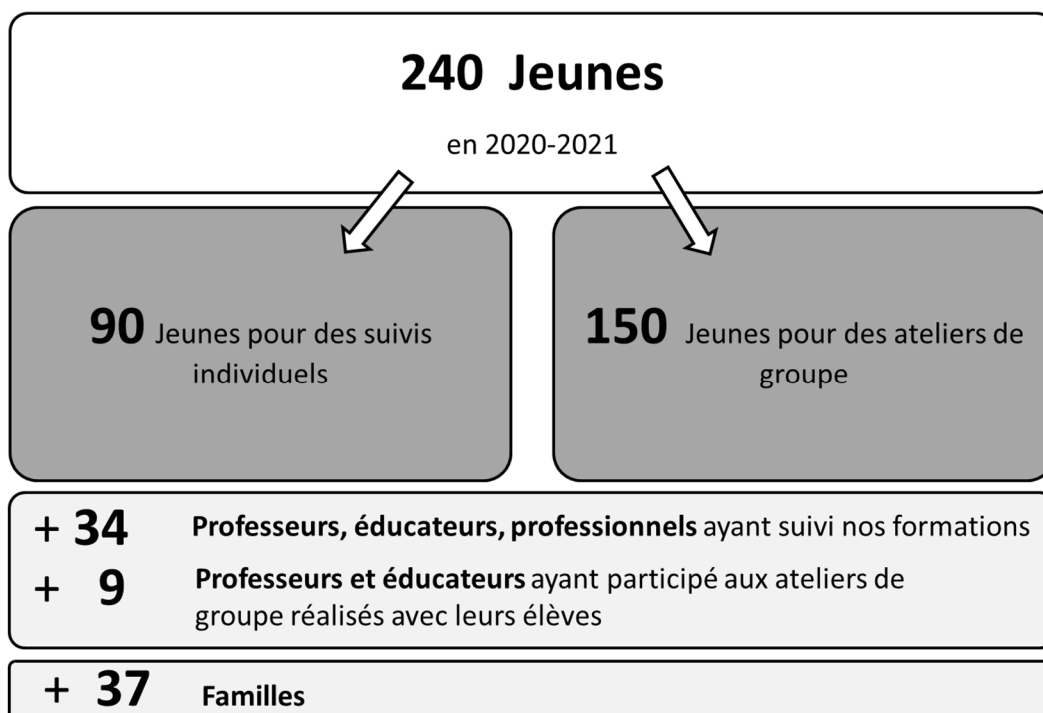 240 Jeunes
en 2020-2021
90 Jeunes pour des suivis
individuels
150 Jeunes pour des ateliers de
groupe
+ 34 Professeurs, éducateurs, professionnels ayant suivi nos formations
+ 9 Professeurs et éducateurs ayant participé aux ateliers de
groupe réalisés avec leurs élèves
+ 37 Familles